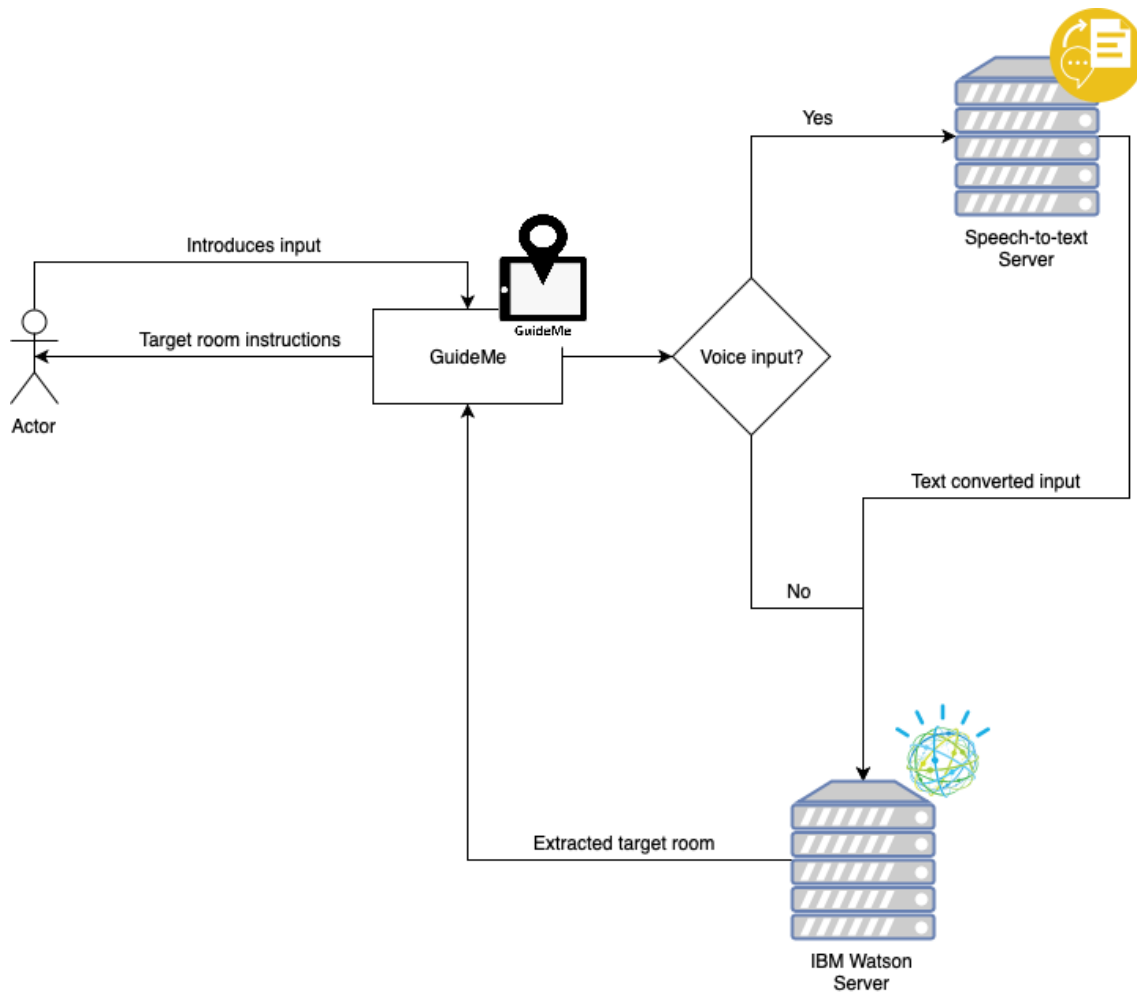 Yes
Speech-to-text
Server
Introduces input
GuideMe
Target room instructions
GuideMe
Voice input?
Actor
Text converted input
No
Extracted target room
IBM Watson
Server